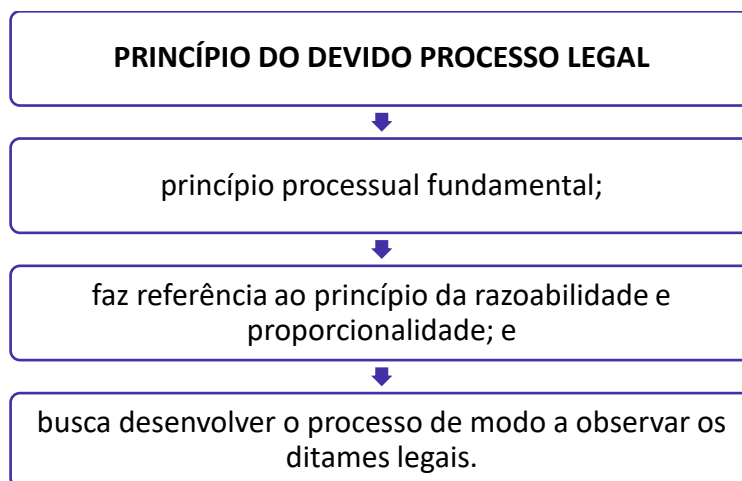 PRINCÍPIO DO DEVIDO PROCESSO LEGAL
princípio processual fundamental;
faz referência ao princípio da razoabilidade e
proporcionalidade; e
busca desenvolver o processo de modo a observar os
ditames legais.